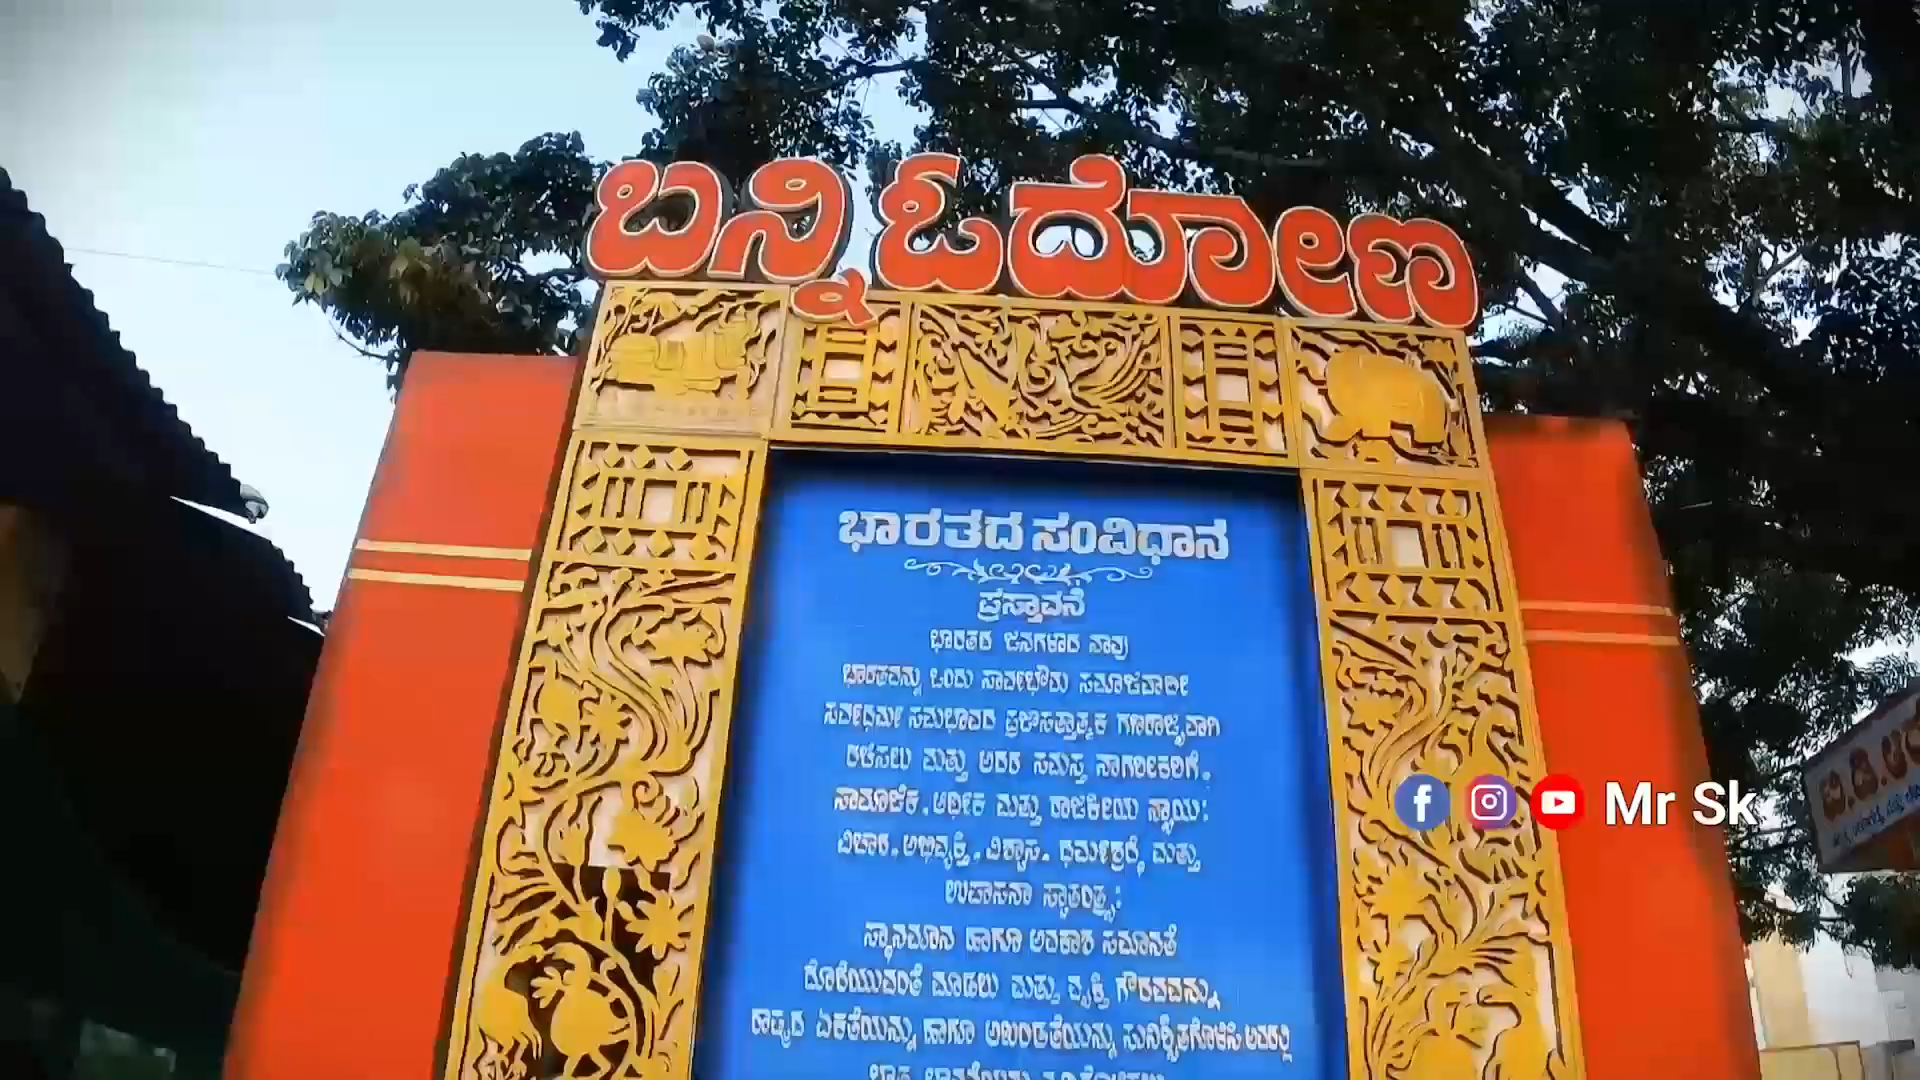 ಬನ್ನಿ ಓದೋಣ
ಭಾರತದ ಸಂವಿಧಾನ
ಪ್ರಸ್ತಾವನೆ
ಭಾರತದ ಜನಗಳಾದ ನಾವು
ಭಾರತವನ್ನು ಒಂದು ಸಾರ್ವಭೌಮ ಸಮಾಜವಾದೀ
ಸರ್ವಧರ್ಮ ಸಮಭಾವದ ಪ್ರಜಾಸತ್ತಾತ್ಮಕ ಗಣರಾಜ್ಯವಾಗಿ
ರಚಿಸಲು ಮತ್ತು ಅದರ ಸಮಸ್ತ ನಾಗರೀಕರಿಗೆ,
ಸಾಮಾಜಿಕ, ಆರ್ಥಿಕ ಮತ್ತು ರಾಜಕೀಯ ನ್ಯಾಯ:
ವಿಚಾರ, ಅಭಿವ್ಯಕ್ತಿ, ವಿಶ್ವಾಸ, ಧರ್ಮಶ್ರದ್ಧೆ ಮತ್ತು
ಉಪಾಸನಾ ಸ್ವಾತಂತ್ರ್ಯ:
ಸ್ಥಾನಮಾನ ಹಾಗೂ ಅವಕಾಶ ಸಮಾನತೆ
ದೊರೆಯುವಂತೆ ಮಾಡಲು ಮತ್ತು ವ್ಯಕ್ತಿ ಗೌರವವನ್ನು
ರಾಷ್ಟ್ರದ ಏಕತೆಯನ್ನು ಹಾಗೂ ಅಖಂಡತೆಯನ್ನು ಸುನಿಶ್ಚಿತಗೊಳಿಸಿ ಅವರಲ್ಲಿ
Mr Sk